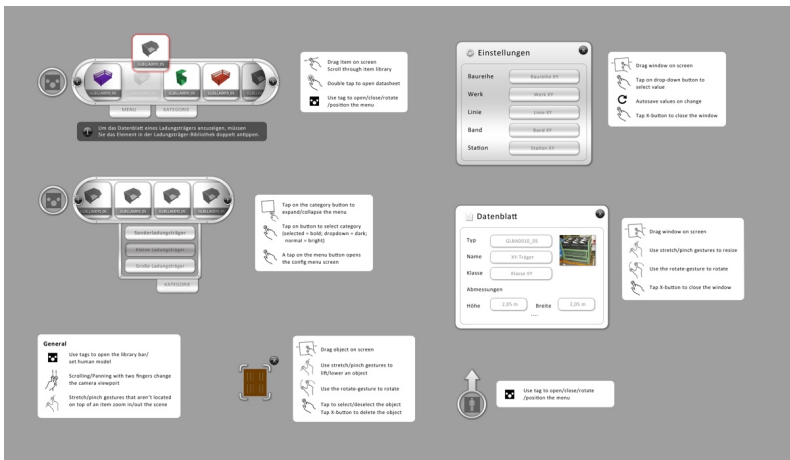 Drag item on screen
Scroll through item library
Double tap to open datasheet
Use tag to open/close/rotate
/position the menu
MENU
KATEGORIE
Um das Datenblatt eines Ladungsträgers anzuzeigen, müssen
Sie das Element in der Ladungsträger-Bibliothek doppelt antippen.
Einstellungen
Baureihe
Baureihe XY
Werk
Werk XY
Linie
Linie XY
Band
Band XY
Station
Station XY
Drag window on screen
Tap on drop-down button to
select value
Autosave values on change
Tap X-button to close the window
Sonderladungsträger
Kleine Ladungsträger
Große Ladungsträger
KATEGORIE
Tap on the category button to
expand/collapse the menu
Tap on button to select category
(selected = bold; dropdown = dark;
normal = bright)
A tap on the menu button opens
the config menu screen
Datenblatt
Typ
Name
XY-Träger
Klasse
Klasse XY
Abmessungen
Höhe
2,05 m
Breite
2,05 m
....
Drag window on screen
Use stretch/pinch gestures to resize
Use the rotate-gesture to rotate
Tap X-button to close the window
General
Use tags to open the library bar/
set human model
Scrolling/Panning with two fingers change
the camera viewport
Stretch/pinch gestures that aren't located
on top of an item zoom in/out the scene
Drag object on screen
Use stretch/pinch gestures to
lift/lower an object
Use the rotate-gesture to rotate
Tap to select/deselect the object
Tap X-button to delete the object
Use tag to open/close/rotate
/position the menu